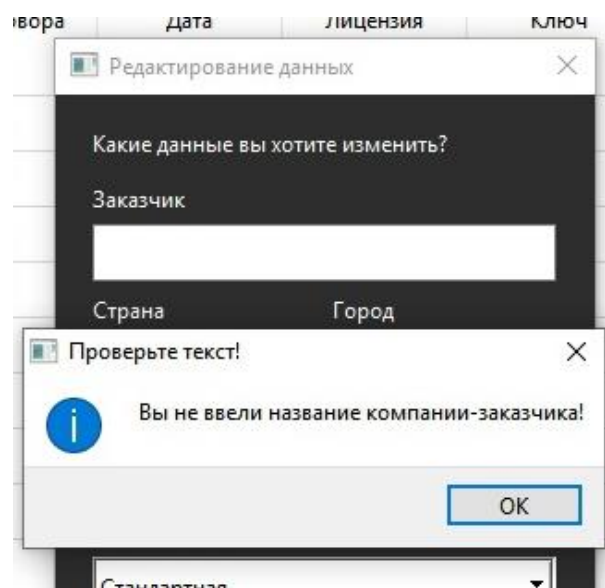 вора Дата Лицензия Ключ
Редактирование данных
Какие данные вы хотите изменить?
Заказчик
Страна Город
Проверьте текст!
Вы не ввели название компании-заказчика!
OK
Стандартная